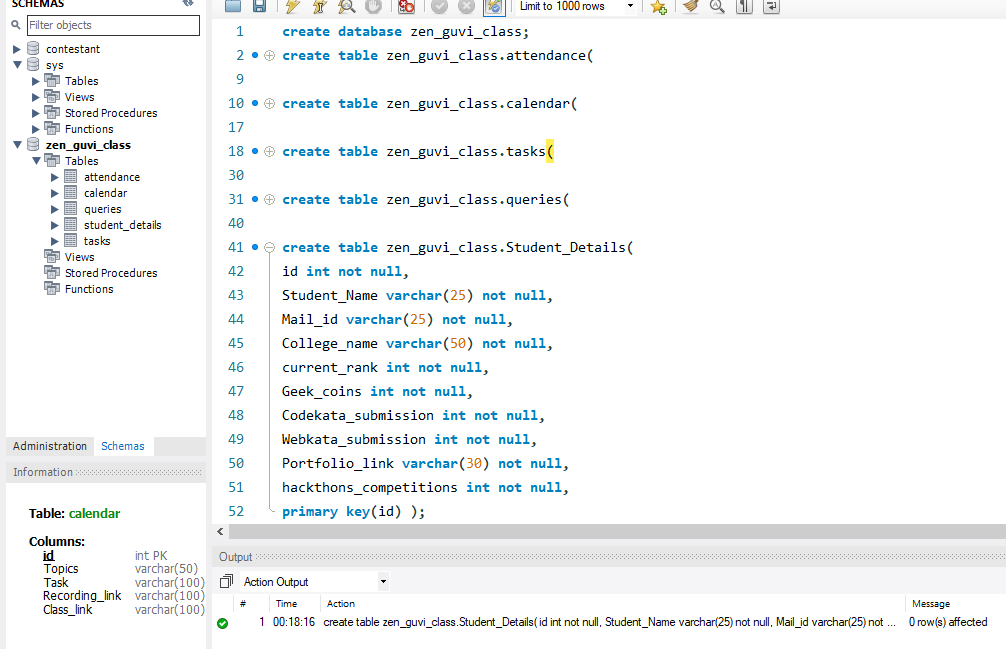 SCHEMAS
Filter objects
contestant
sys
Tables
Views
Stored Procedures
Functions
zen_guvi_class
Tables
attendance
calendar
queries
student_details
tasks
Views
Stored Procedures
Functions
Administration Schemas
Information
Table: calendar
Columns:
id int PK
Topics varchar(50)
Task varchar(100)
Recording_link varchar(100)
Class_link varchar(100)
Limit to 1000 rows
1 create database zen_guvi_class;
2 create table zen_guvi_class.attendance(
9
10 create table zen_guvi_class.calendar(
17
18 create table zen_guvi_class.tasks(
30
31 create table zen_guvi_class.queries(
40
41 create table zen_guvi_class.Student_Details(
42 id int not null,
43 Student_Name varchar(25) not null,
44 Mail_id varchar(25) not null,
45 College_name varchar(50) not null,
46 current_rank int not null,
47 Geek_coins int not null,
48 Codekata_submission int not null,
49 Webkata_submission int not null,
50 Portfolio_link varchar(30) not null,
51 hackthons_competitions int not null,
52 primary key(id) );
Output
Action Output
# Time Action Message
1 00:18:16 create table zen_guvi_class.Student_Details( id int not null, Student_Name varchar(25) not null, Mail_id varchar(25) not ... 0 row(s) affected